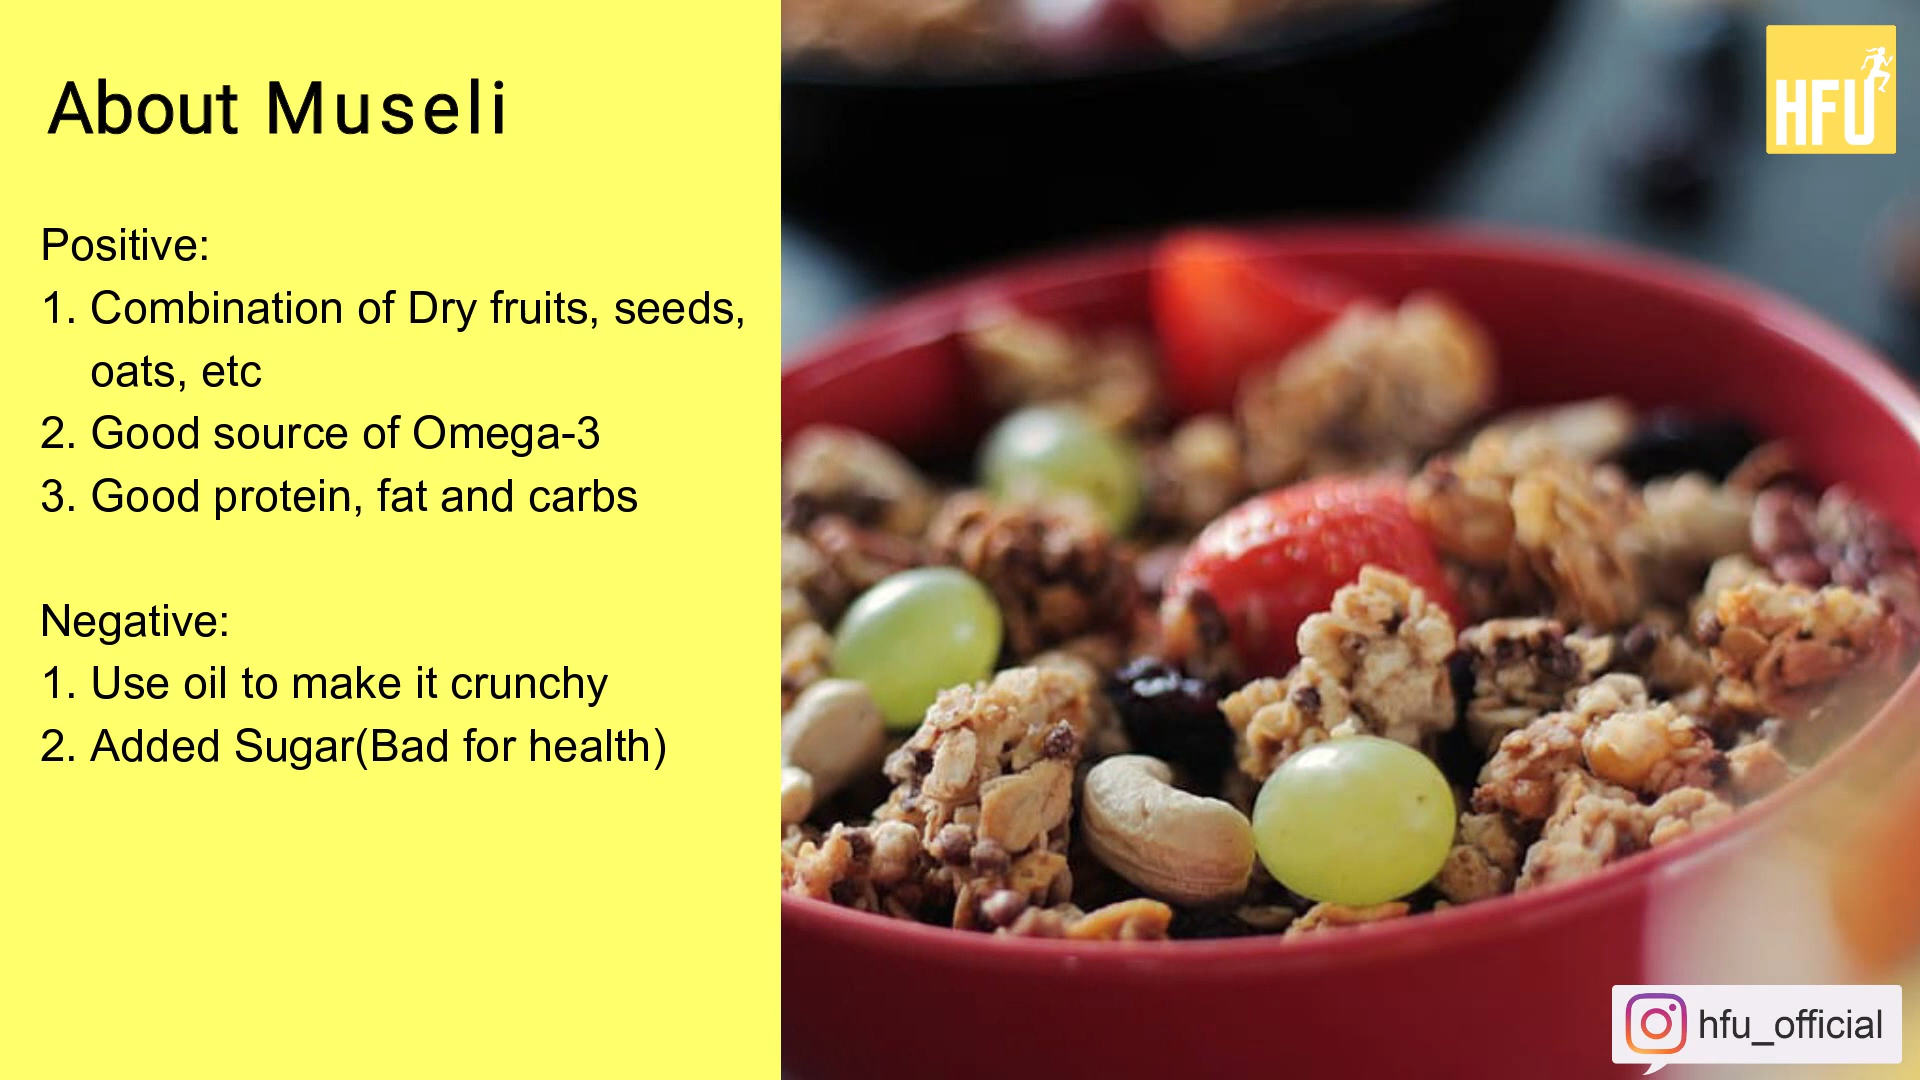 About Museli
HFU
Positive:
1. Combination of Dry fruits, seeds,
oats, etc
2. Good source of Omega-3
3. Good protein, fat and carbs
Negative:
1. Use oil to make it crunchy
2. Added Sugar(Bad for health)
hfu_official